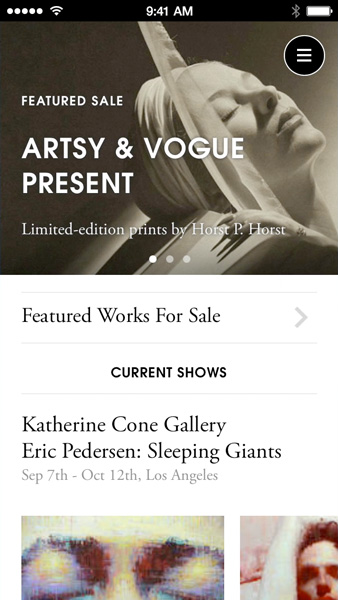 9:41 AM
FEATURED SALE
ARTSY & VOGUE
PRESENT
Limited-edition prints by Horst P. Horst
Featured Works For Sale
CURRENT SHOWS
Katherine Cone Gallery
Eric Pedersen: Sleeping Giants
Sep 7th - Oct 12th, Los Angeles